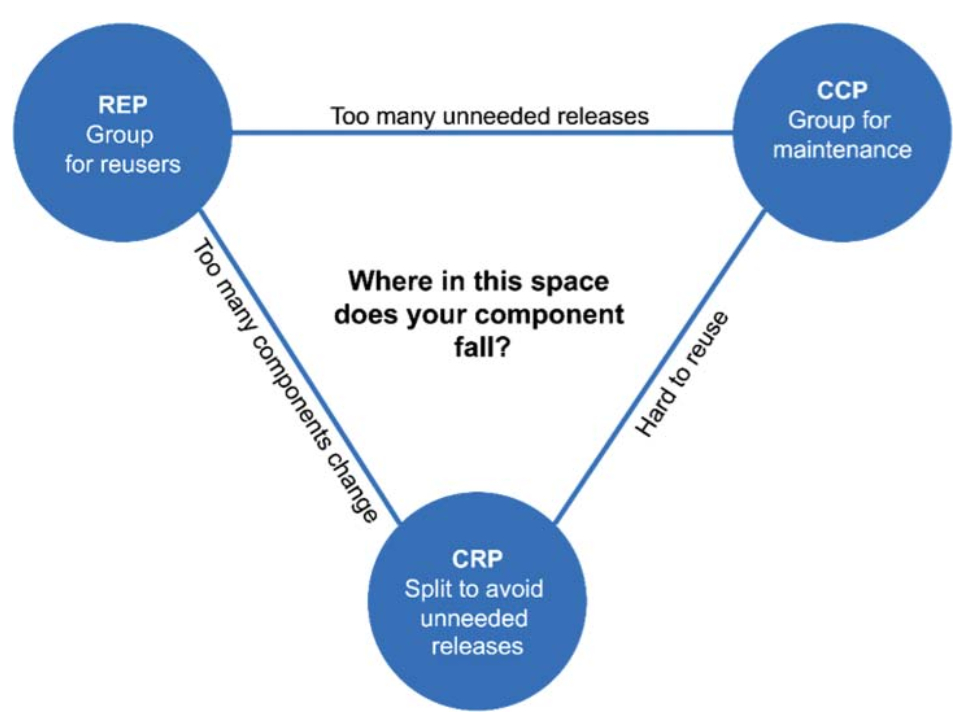 REP
Group
for reusers
Too many unneeded releases
CCP
Group for
maintenance
Too many components change
Where in this space
does your component
fall?
Hard to reuse
CRP
Split to avoid
unneeded
releases